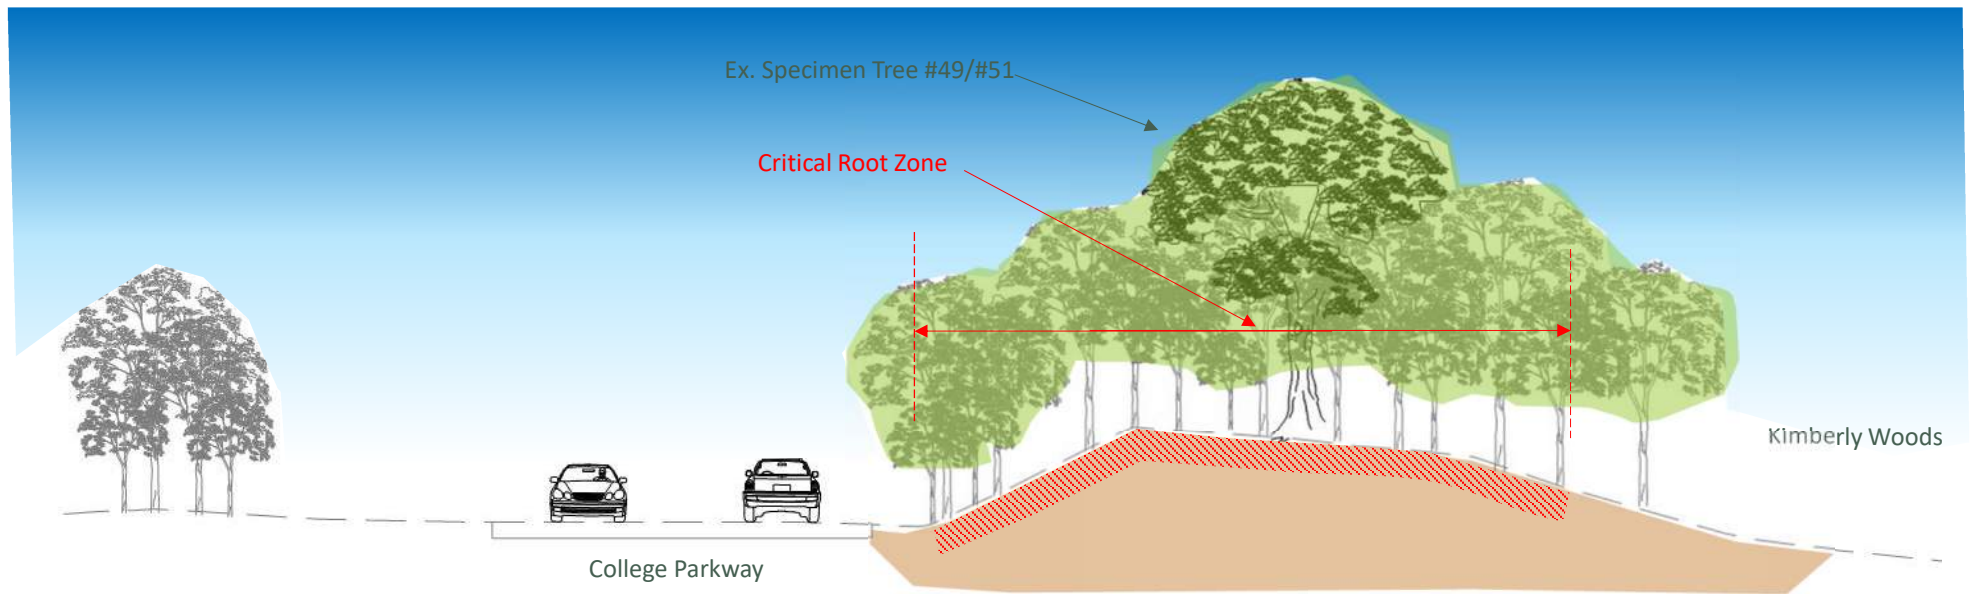 Ex. Specimen Tree #49/#51
Critical Root Zone
Kimberly Woods
College Parkway